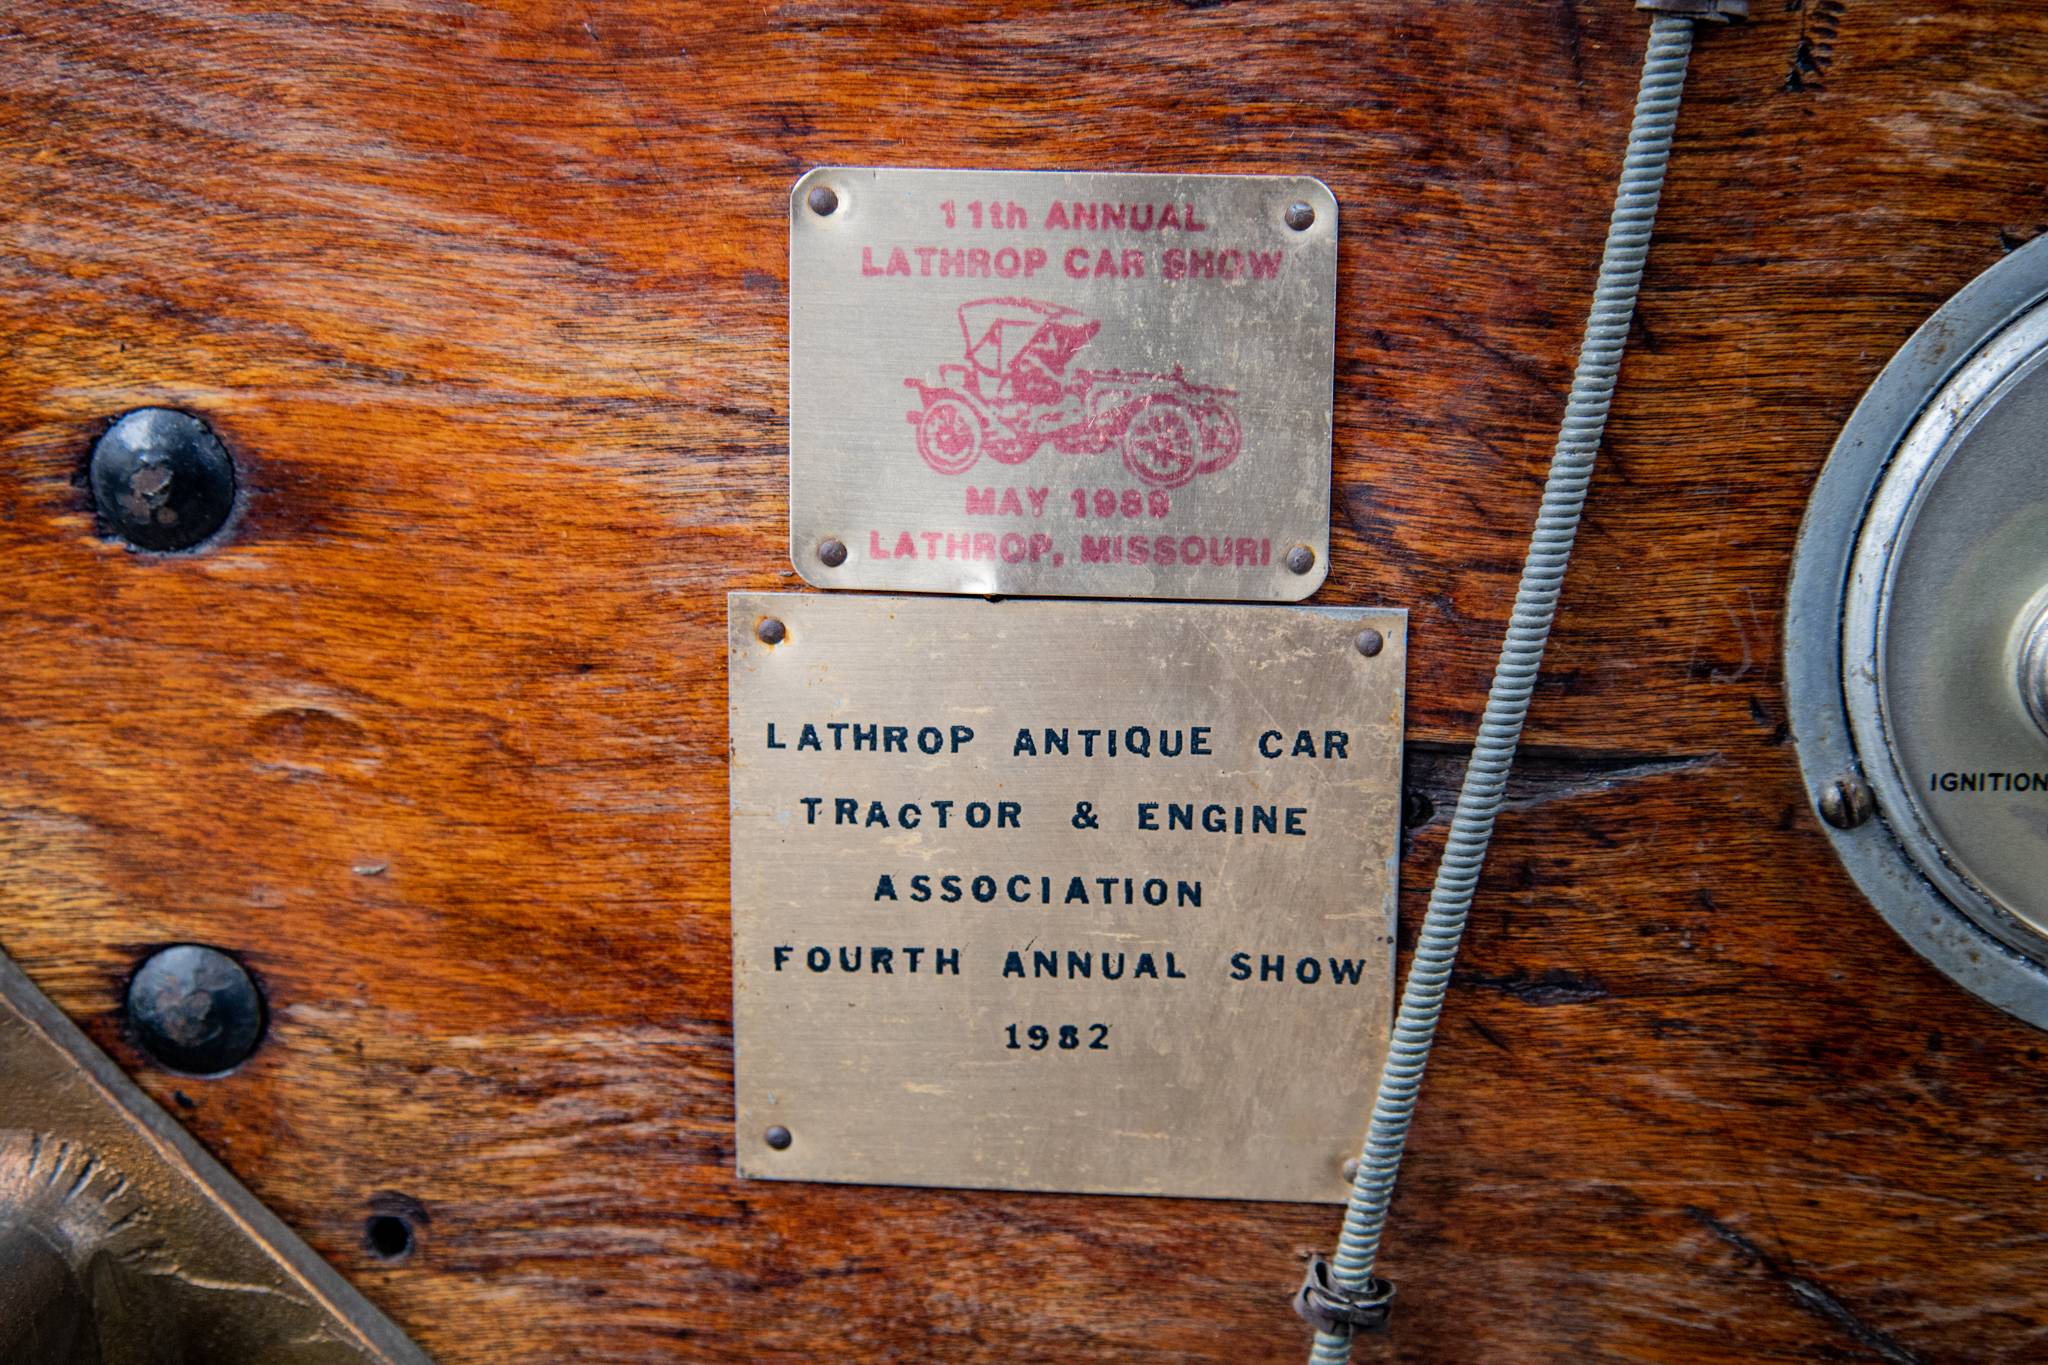 11th ANNUAL
LATHROP CAR SHOW
MAY 1989
LATHROP, MISSOURI
LATHROP ANTIQUE CAR
TRACTOR & ENGINE
ASSOCIATION
FOURTH ANNUAL SHOW
1982
IGNITION